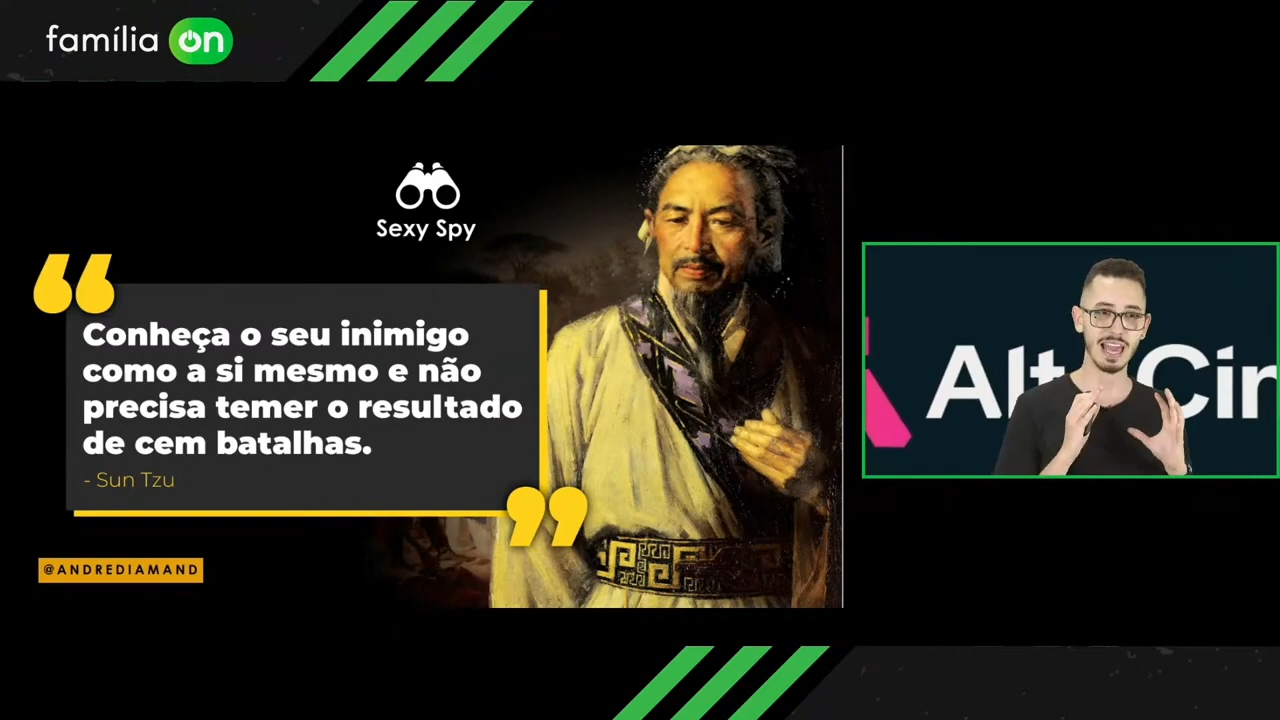 família on
Sexy Spy
Conheça o seu inimigo
como a si mesmo e não
precisa temer o resultado
de cem batalhas.
- Sun Tzu
@ANDREDIAMAND